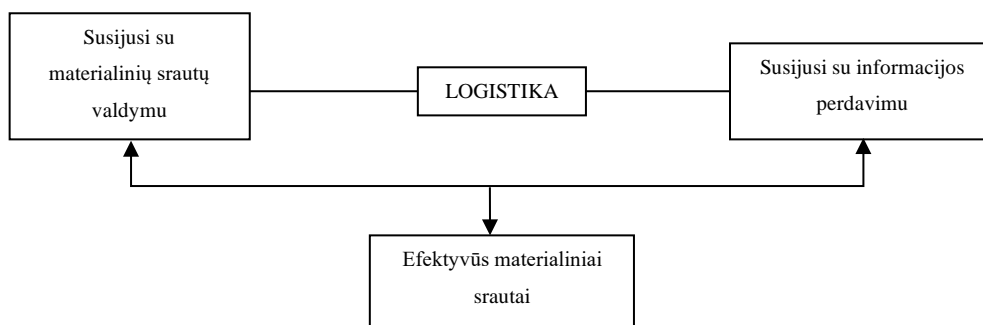 Susijusi su
materialinių srautų
valdymu
LOGISTIKA
Susijusi su informacijos
perdavimu
Efektyvūs materialiniai
srautai